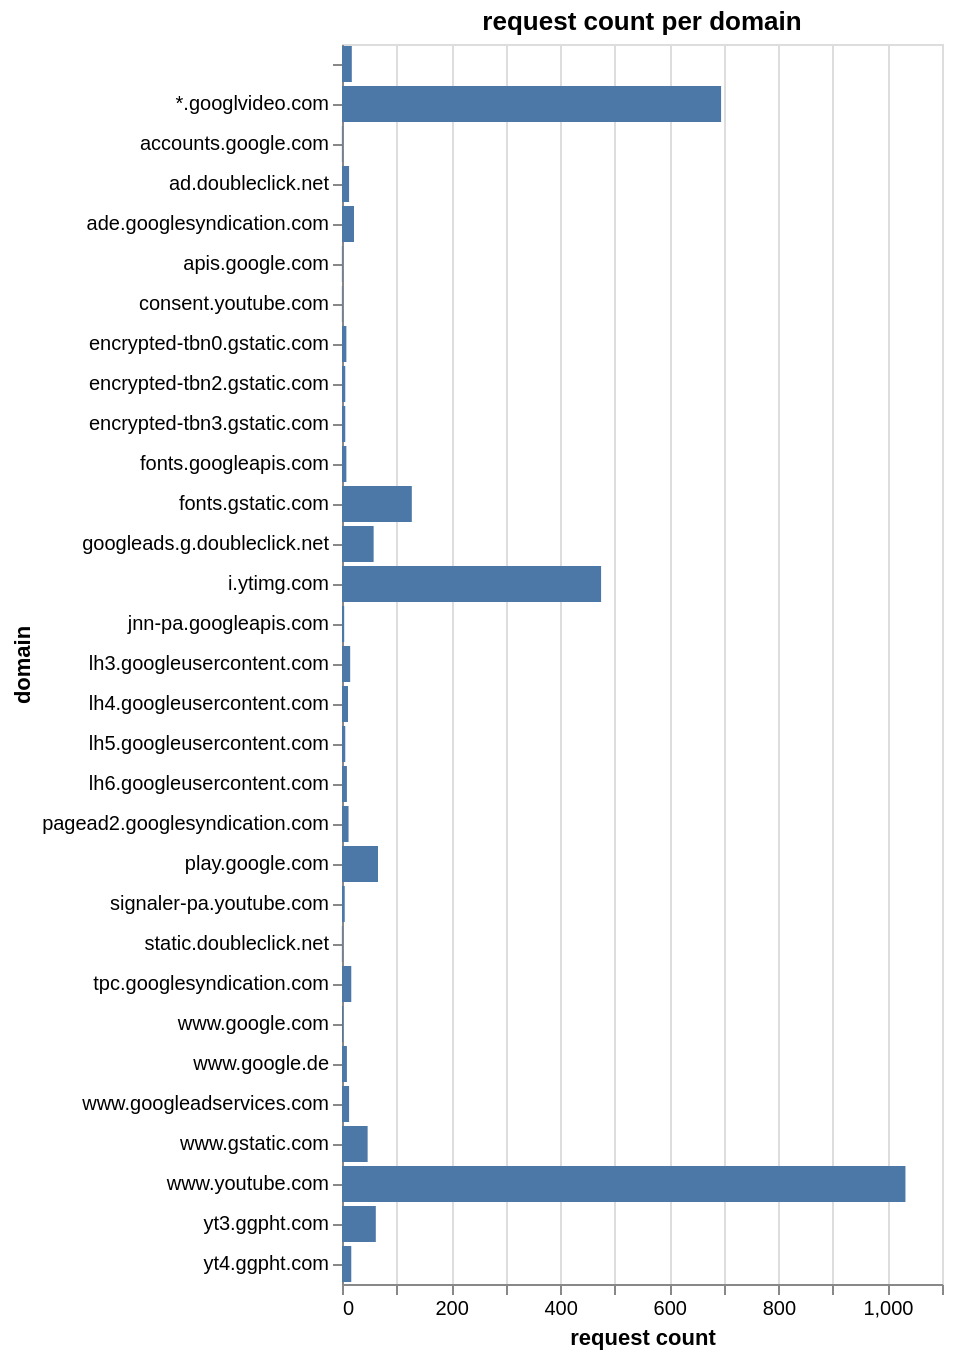 request count per domain
*.googlvideo.com
accounts.google.com
ad.doubleclick.net
ade.googlesyndication.com
apis.google.com
consent.youtube.com
encrypted-tbn0.gstatic.com
encrypted-tbn2.gstatic.com
encrypted-tbn3.gstatic.com
fonts.googleapis.com
fonts.gstatic.com
googleads.g.doubleclick.net
i.ytimg.com
jnn-pa.googleapis.com
lh3.googleusercontent.com
lh4.googleusercontent.com
lh5.googleusercontent.com
lh6.googleusercontent.com
pagead2.googlesyndication.com
play.google.com
signaler-pa.youtube.com
static.doubleclick.net
tpc.googlesyndication.com
www.google.com
www.google.de
www.googleadservices.com
www.gstatic.com
www.youtube.com
yt3.ggpht.com
yt4.ggpht.com
domain
0 200 400 600 800 1,000
request count